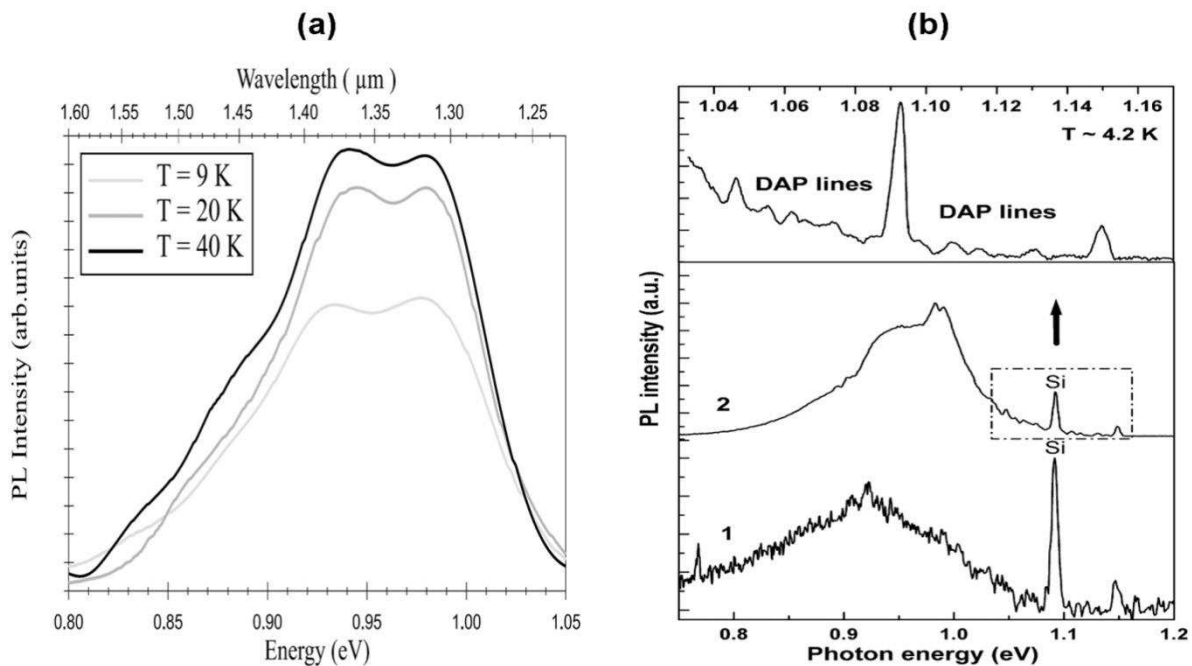 (a)
Wavelength ( μm )
1.60 1.55 1.50 1.45 1.40 1.35 1.30 1.25
T = 9 K
T = 20 K
T = 40 K
PL Intensity (arb.units)
0.80 0.85 0.90 0.95 1.00 1.05
Energy (eV)
(b)
1.04 1.06 1.08 1.10 1.12 1.14 1.16
T ~ 4.2 K
DAP lines
DAP lines
PL intensity (a.u.)
Si
2
Si
1
0.8 0.9 1.0 1.1 1.2
Photon energy (eV)